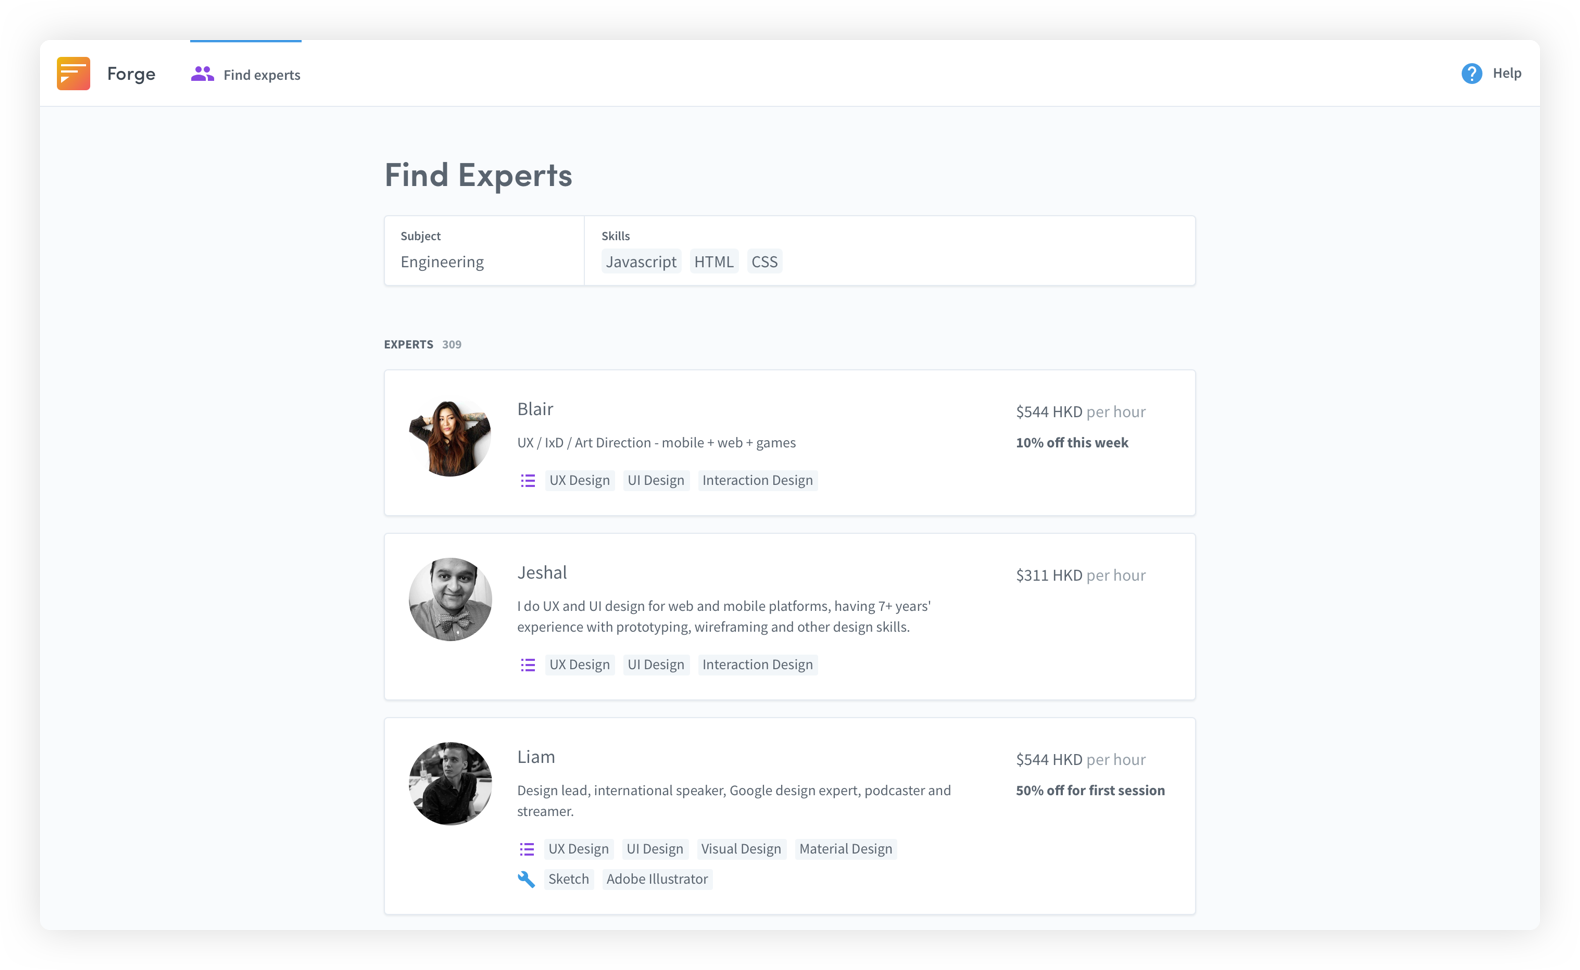 Forge
Find experts
Help
Find Experts
Subject
Engineering
Skills
Javascript HTML CSS
EXPERTS 309
Blair
UX / IxD / Art Direction - mobile + web + games
UX Design UI Design Interaction Design
$544 HKD per hour
10% off this week
Jeshal
I do UX and UI design for web and mobile platforms, having 7+ years'
experience with prototyping, wireframing and other design skills.
UX Design UI Design Interaction Design
$311 HKD per hour
Liam
Design lead, international speaker, Google design expert, podcaster and
streamer.
UX Design UI Design Visual Design Material Design
Sketch Adobe Illustrator
$544 HKD per hour
50% off for first session